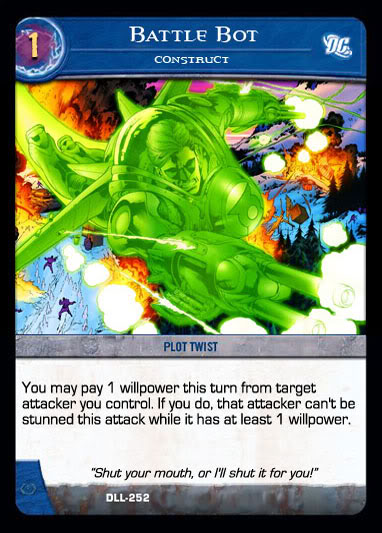 1
BATTLE BOT
CONSTRUCT
DC
PLOT TWIST
You may pay 1 willpower this turn from target
attacker you control. If you do, that attacker can't be
stunned this attack while it has at least 1 willpower.
"Shut your mouth, or I'll shut it for you!"
DLL-252